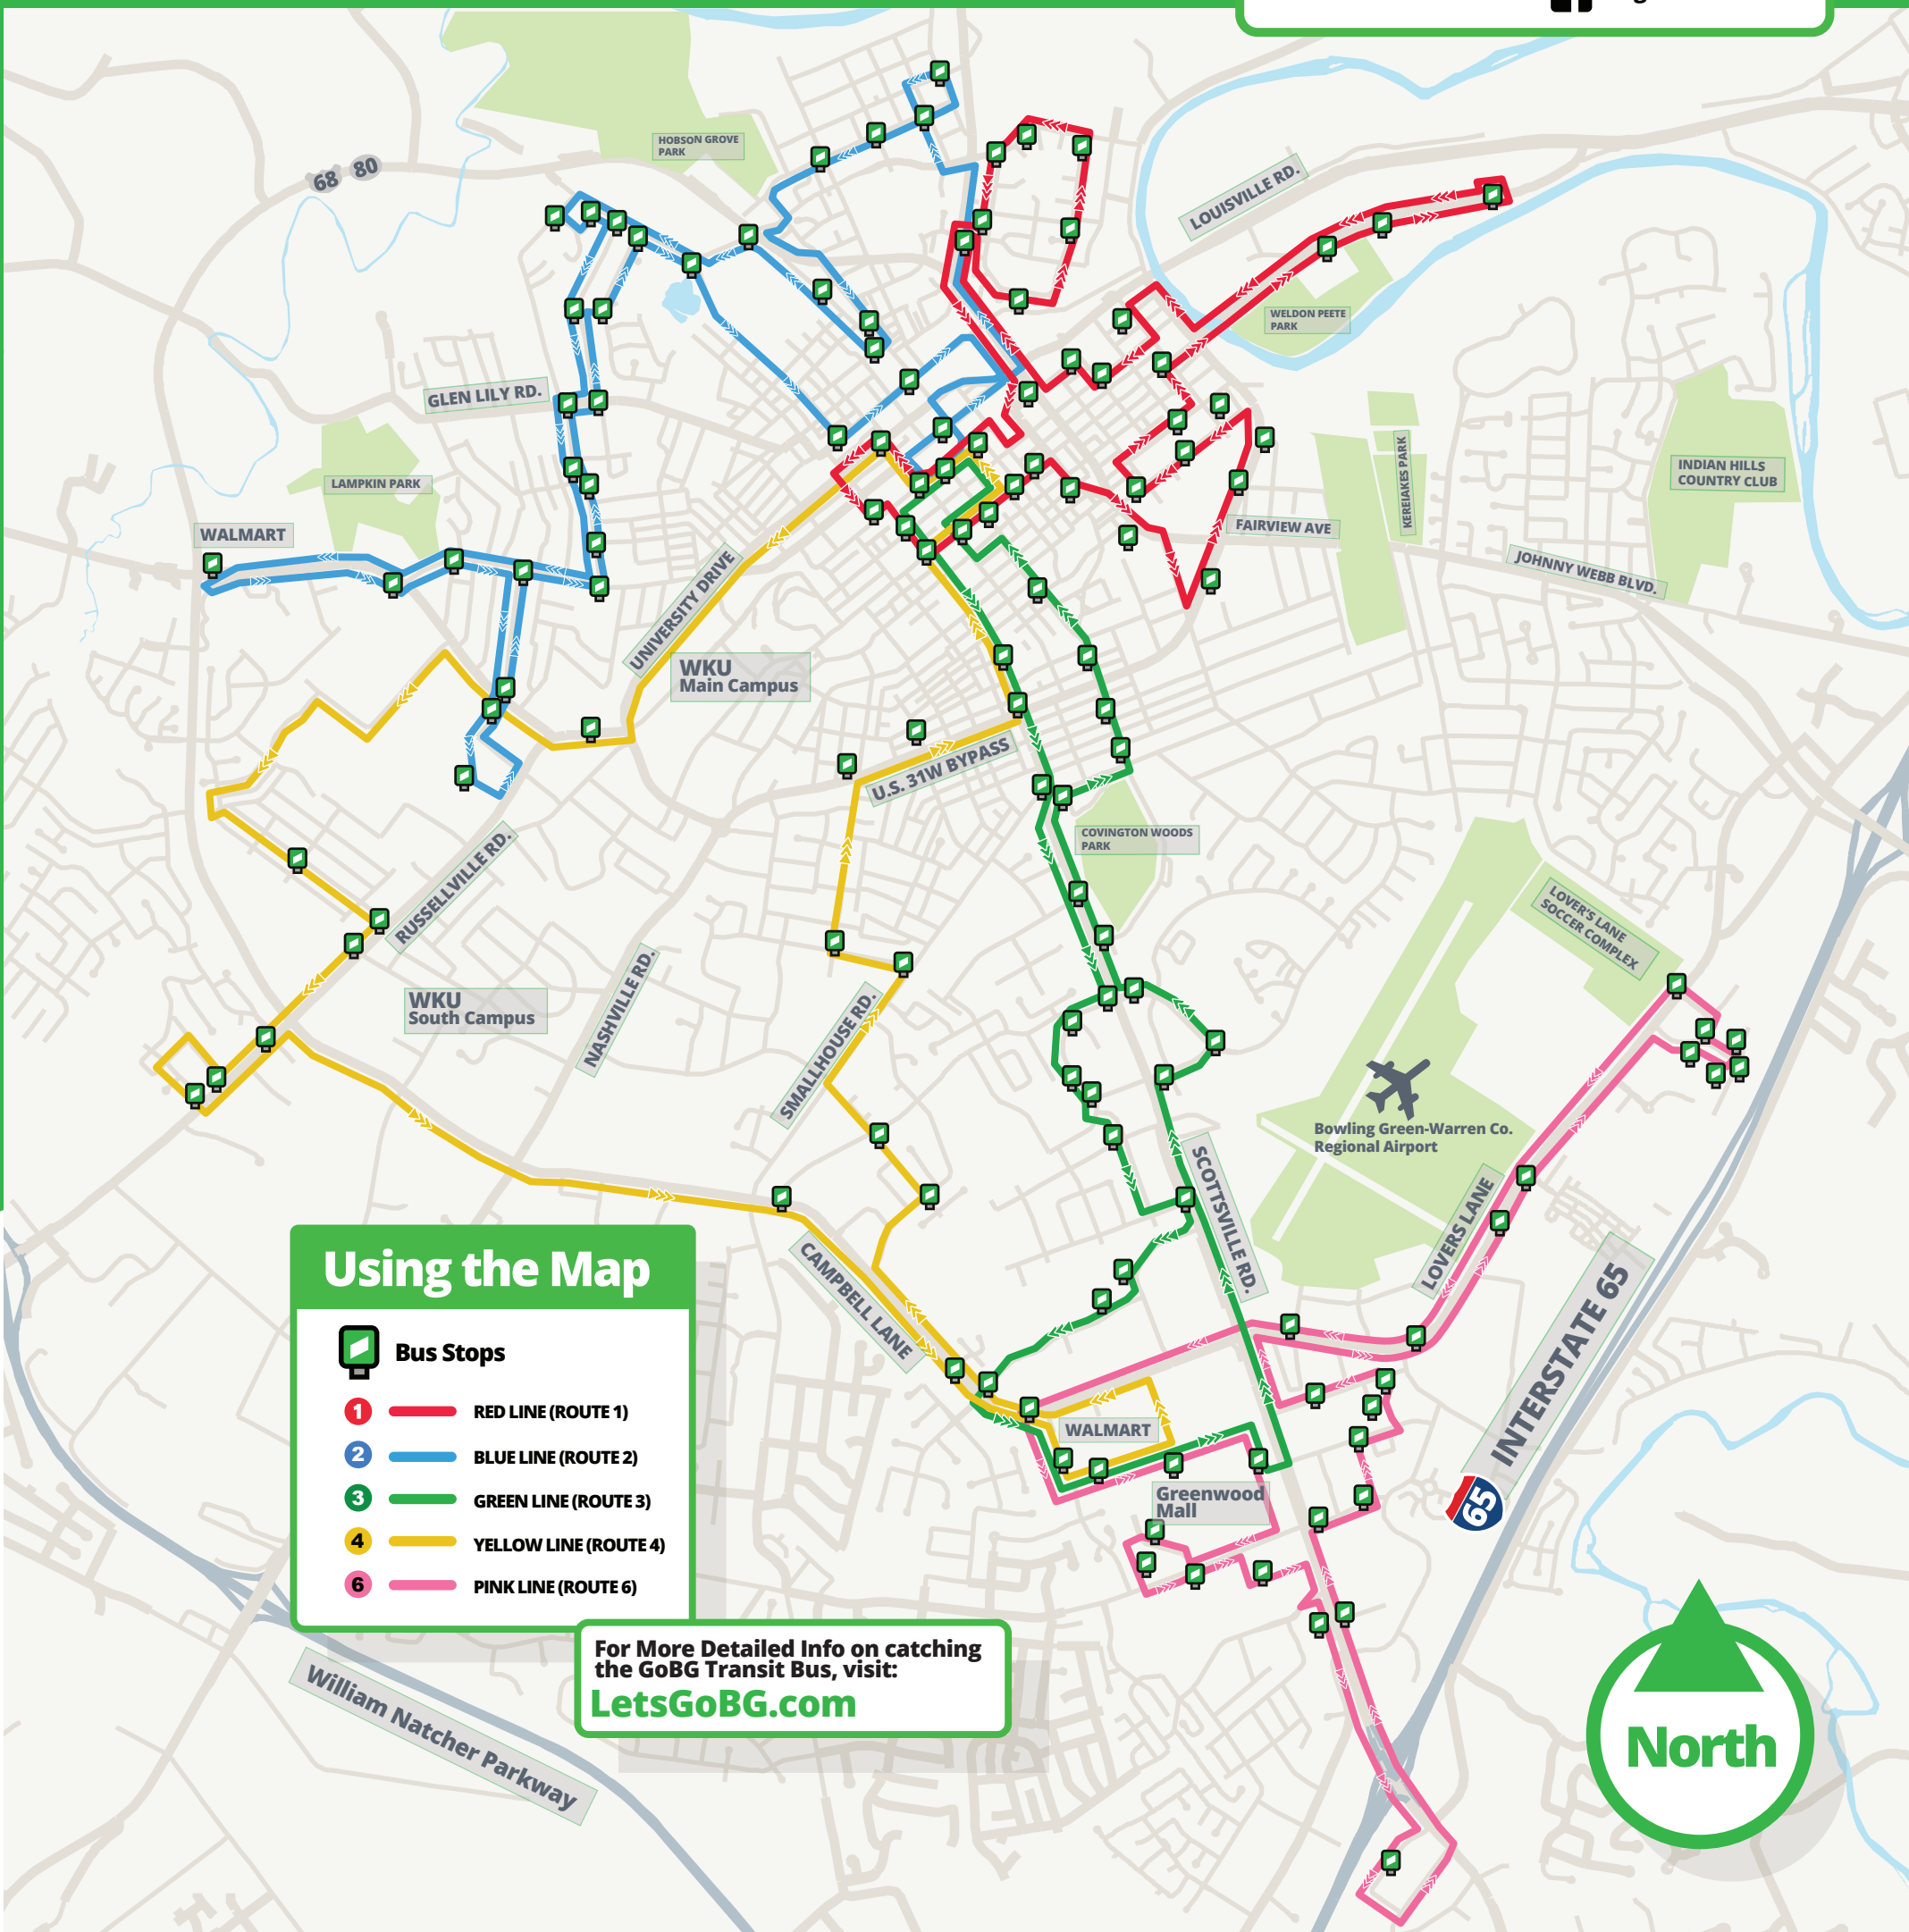 HOBSON GROVE
PARK
68 80
LOUISVILLE RD.
WELDON PEETE
PARK
GLEN LILY RD.
LAMPKIN PARK
WALMART
KEREIAKES PARK
INDIAN HILLS
COUNTRY CLUB
FAIRVIEW AVE
JOHNNY WEBB BLVD.
UNIVERSITY DRIVE
WKU
Main Campus
U.S. 31W BYPASS
COVINGTON WOODS
PARK
RUSSELLVILLE RD.
LOVER'S LANE
SOCCER COMPLEX
WKU
South Campus
NASHVILLE RD.
SMALLHOUSE RD.
Bowling Green-Warren Co.
Regional Airport
SCOTTSVILLE RD.
LOVERS LANE
CAMPBELL LANE
INTERSTATE 65
65
WALMART
Greenwood
Mall
Using the Map
Bus Stops
1 RED LINE (ROUTE 1)
2 BLUE LINE (ROUTE 2)
3 GREEN LINE (ROUTE 3)
4 YELLOW LINE (ROUTE 4)
6 PINK LINE (ROUTE 6)
For More Detailed Info on catching
the GoBG Transit Bus, visit:
LetsGoBG.com
William Natcher Parkway
North